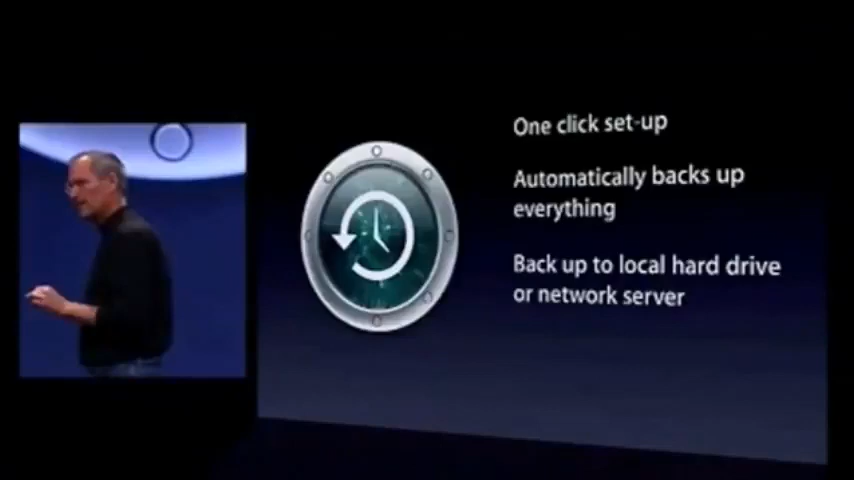 One click set-up
Automatically backs up
everything
Back up to local hard drive
or network server